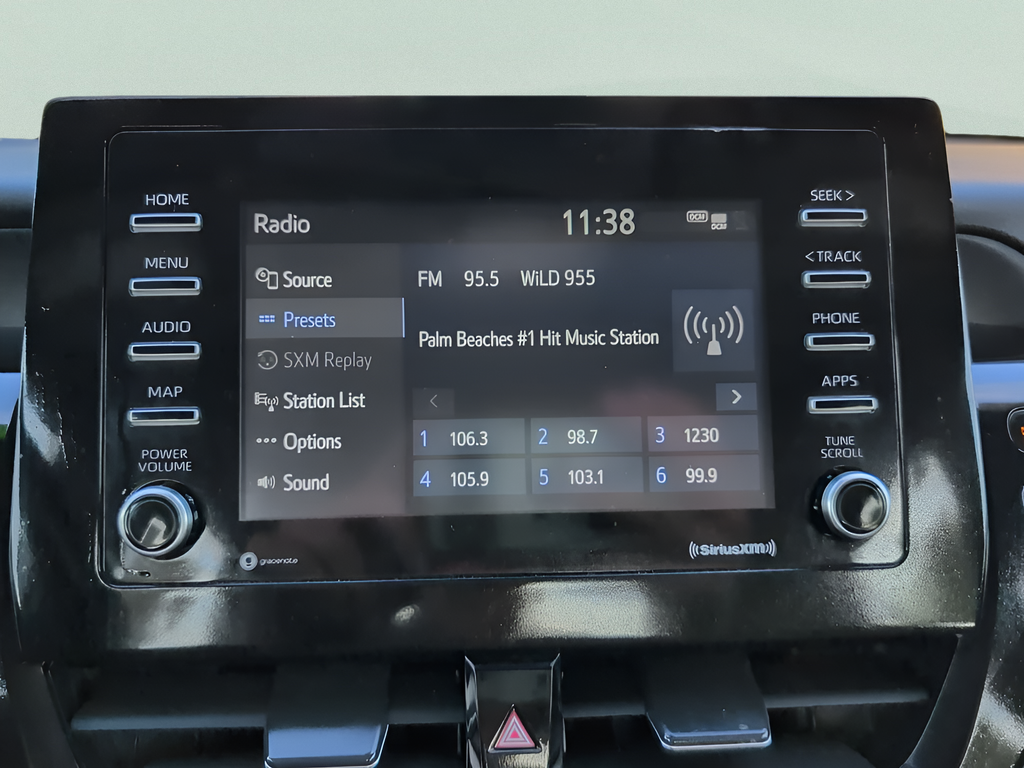 HOME
MENU
AUDIO
MAP
POWER
VOLUME
Radio
11:38
DCM
DCM
Source
Presets
SXM Replay
Station List
Options
Sound
FM 95.5 WiLD 955
Palm Beaches #1 Hit Music Station
<
>
1 106.3
2 98.7
3 1230
4 105.9
5 103.1
6 99.9
SEEK >
< TRACK
PHONE
APPS
TUNE
SCROLL
gracenote
((SiriusXM))